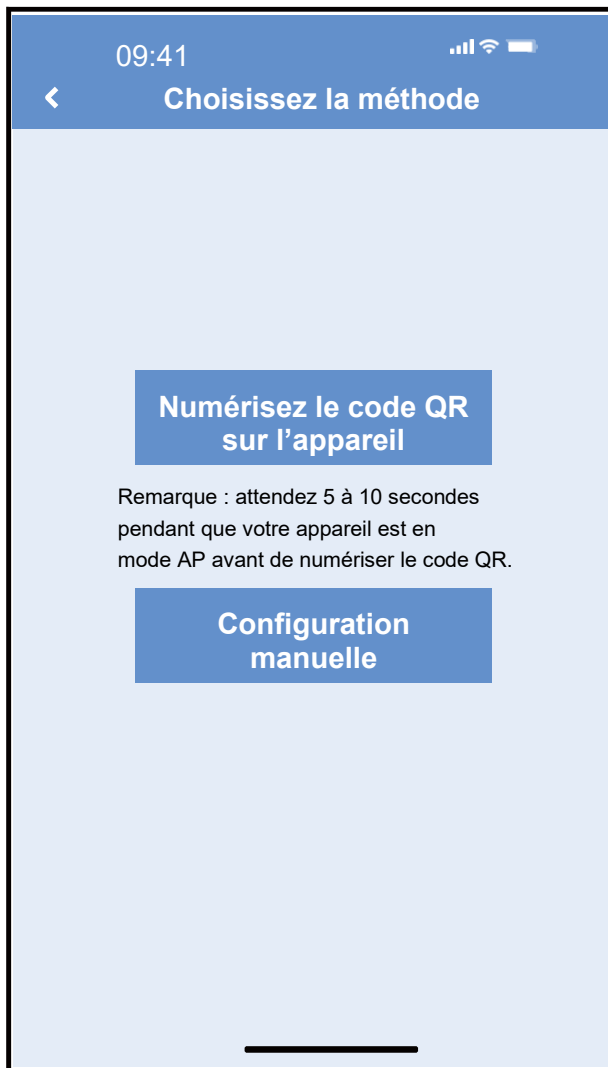 09:41
Choisissez la méthode
Numérisez le code QR
sur l’appareil
Remarque : attendez 5 à 10 secondes
pendant que votre appareil est en
mode AP avant de numériser le code QR.
Configuration
manuelle